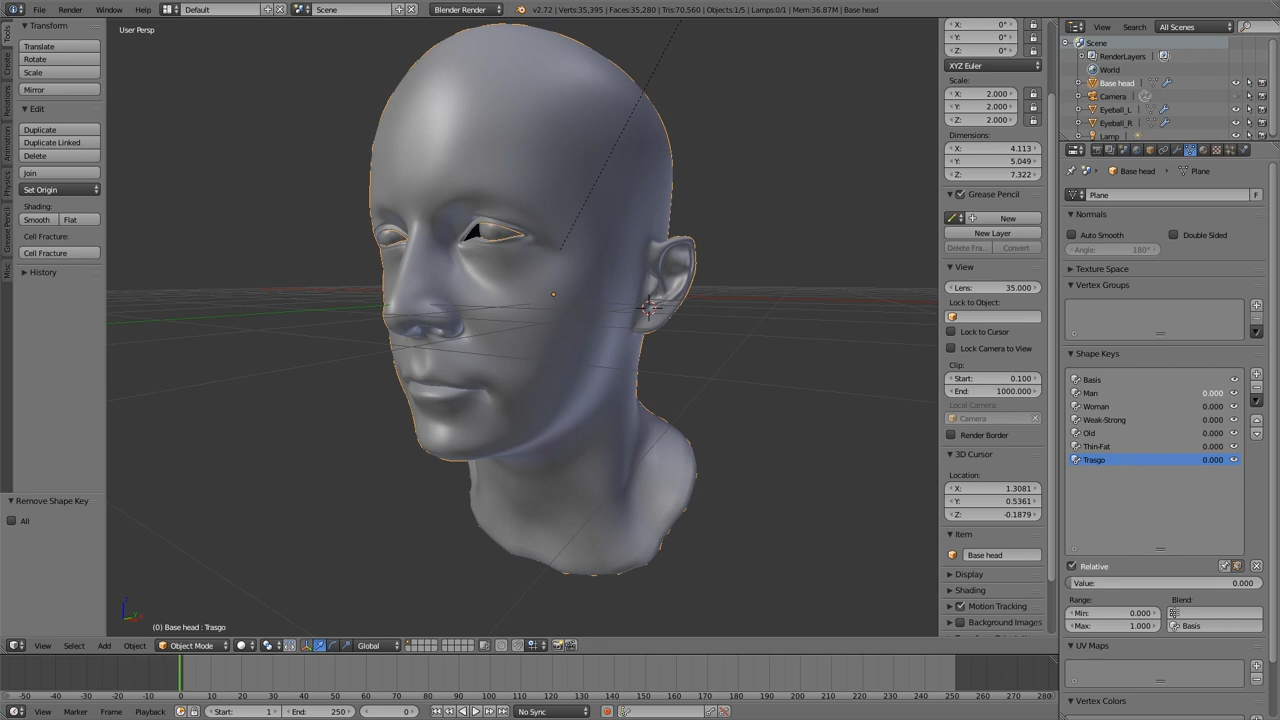 File Render Window Help Default Scene Blender Render v2.72 | Verts:35,395 | Faces:35,280 | Tris:70,560 | Objects:1/5 | Lamps:0/1 | Mem:36.87M | Base head
Tools
Create
Relations
Animation
Physics
Grease Pencil
Misc
Transform
Translate
Rotate
Scale
Mirror
Edit
Duplicate
Duplicate Linked
Delete
Join
Set Origin
Shading:
Smooth Flat
Cell Fracture:
Cell Fracture
History
Remove Shape Key
All
User Persp
(0) Base head : Trasgo
X: 0°
Y: 0°
Z: 0°
XYZ Euler
Scale:
X: 2.000
Y: 2.000
Z: 2.000
Dimensions:
X: 4.113
Y: 5.049
Z: 7.322
Grease Pencil
New
New Layer
Delete Fra... Convert
View
Lens: 35.000
Lock to Object:
Lock to Cursor
Lock Camera to View
Clip:
Start: 0.100
End: 1000.000
Local Camera:
Camera
Render Border
3D Cursor
Location:
X: 1.3081
Y: 0.5361
Z: -0.1879
Item
Base head
Display
Shading
Motion Tracking
Background Images
View Search All Scenes
Scene
RenderLayers
World
Base head
Camera
Eyeball_L
Eyeball_R
Lamp
Base head Plane
Plane F
Normals
Auto Smooth Double Sided
Angle: 180°
Texture Space
Vertex Groups
Shape Keys
Basis
Man 0.000
Woman 0.000
Weak-Strong 0.000
Old 0.000
Thin-Fat 0.000
Trasgo 0.000
Relative
Value: 0.000
Range: Blend:
Min: 0.000
Max: 1.000 Basis
UV Maps
Vertex Colors
View Select Add Object Object Mode Global
-50 -40 -30 -20 -10 0 10 20 30 40 50 60 70 80 90 100 110 120 130 140 150 160 170 180 190 200 210 220 230 240 250 260 270 280
View Marker Frame Playback Start: 1 End: 250 0 No Sync